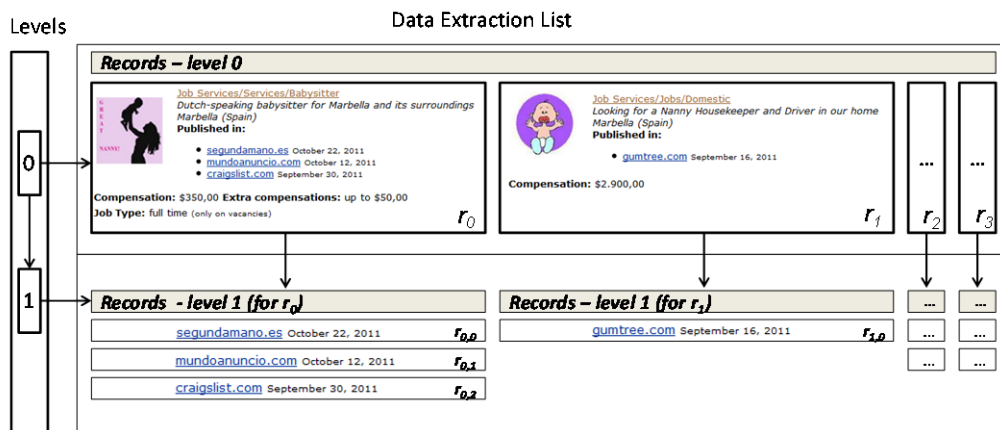 Data Extraction List
Levels
Records – level 0
0
GREAT
NANNY!
Job Services/Services/Babysitter
Dutch-speaking babysitter for Marbella and its surroundings
Marbella (Spain)
Published in:
• segundamano.es October 22, 2011
• mundoanuncio.com October 12, 2011
• craigslist.com September 30, 2011
Compensation: $350,00 Extra compensations: up to $50,00
Job Type: full time (only on vacancies)
r0
Job Services/Jobs/Domestic
Looking for a Nanny Housekeeper and Driver in our home
Marbella (Spain)
Published in:
• gumtree.com September 16, 2011
Compensation: $2.900,00
r1
...
r2
...
r3
1
Records - level 1 (for r0)
segundamano.es October 22, 2011 r0,0
mundoanuncio.com October 12, 2011 r0,1
craigslist.com September 30, 2011 r0,2
Records – level 1 (for r1)
gumtree.com September 16, 2011 r1,0
... ...
... ...
... ...